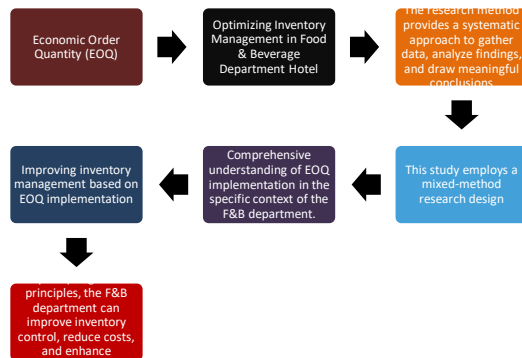 Economic Order
Quantity (EOQ)
Optimizing Inventory
Management in Food
& Beverage
Department Hotel
The research method
provides a systematic
approach to gather
data, analyze findings,
and draw meaningful
conclusions
This study employs a
mixed-method
research design
Comprehensive
understanding of EOQ
implementation in the
specific context of the
F&B department.
Improving inventory
management based on
EOQ implementation
principles, the F&B
department can
improve inventory
control, reduce costs,
and enhance